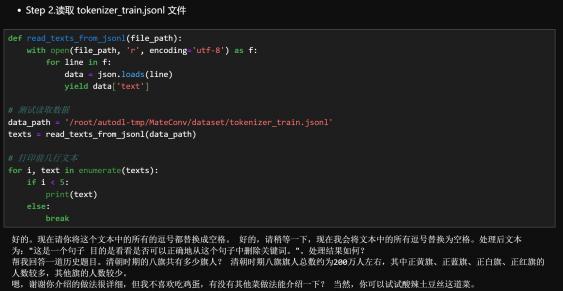 • Step 2.读取 tokenizer_train.jsonl 文件
def read_texts_from_jsonl(file_path):
    with open(file_path, 'r', encoding='utf-8') as f:
        for line in f:
            data = json.loads(line)
            yield data['text']
# 测试读取数据
data_path = '/root/autodl-tmp/MateConv/dataset/tokenizer_train.jsonl'
texts = read_texts_from_jsonl(data_path)
# 打印前几行文本
for i, text in enumerate(texts):
    if i < 5:
        print(text)
    else:
        break
好的。现在请你将这个文本中的所有的逗号都替换成空格。 好的，请稍等一下，现在我会将文本中的所有逗号替换为空格。处理后文本
为："这是一个句子 目的是看看是否可以正确地从这个句子中删除关键词。"。处理结果如何？
帮我回答一道历史题目。清朝时期的八旗共有多少旗人？ 清朝时期八旗旗人总数约为200万人左右，其中正黄旗、正蓝旗、正白旗、正红旗的
人数较多，其他旗的人数较少。
嗯，谢谢你介绍的做法很详细，但我不喜欢吃鸡蛋，有没有其他菜做法能介绍一下？ 当然，你可以试试酸辣土豆丝这道菜。